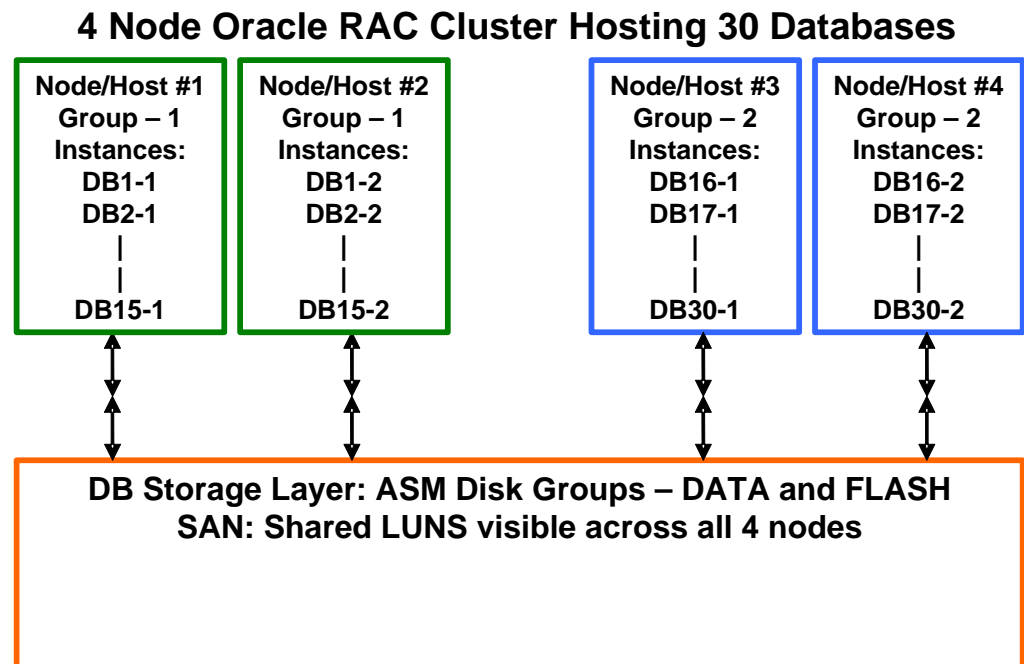 4 Node Oracle RAC Cluster Hosting 30 Databases
Node/Host #1
Group – 1
Instances:
DB1-1
DB2-1
|
|
DB15-1
Node/Host #2
Group – 1
Instances:
DB1-2
DB2-2
|
|
DB15-2
Node/Host #3
Group – 2
Instances:
DB16-1
DB17-1
|
|
DB30-1
Node/Host #4
Group – 2
Instances:
DB16-2
DB17-2
|
|
DB30-2
DB Storage Layer: ASM Disk Groups – DATA and FLASH
SAN: Shared LUNS visible across all 4 nodes